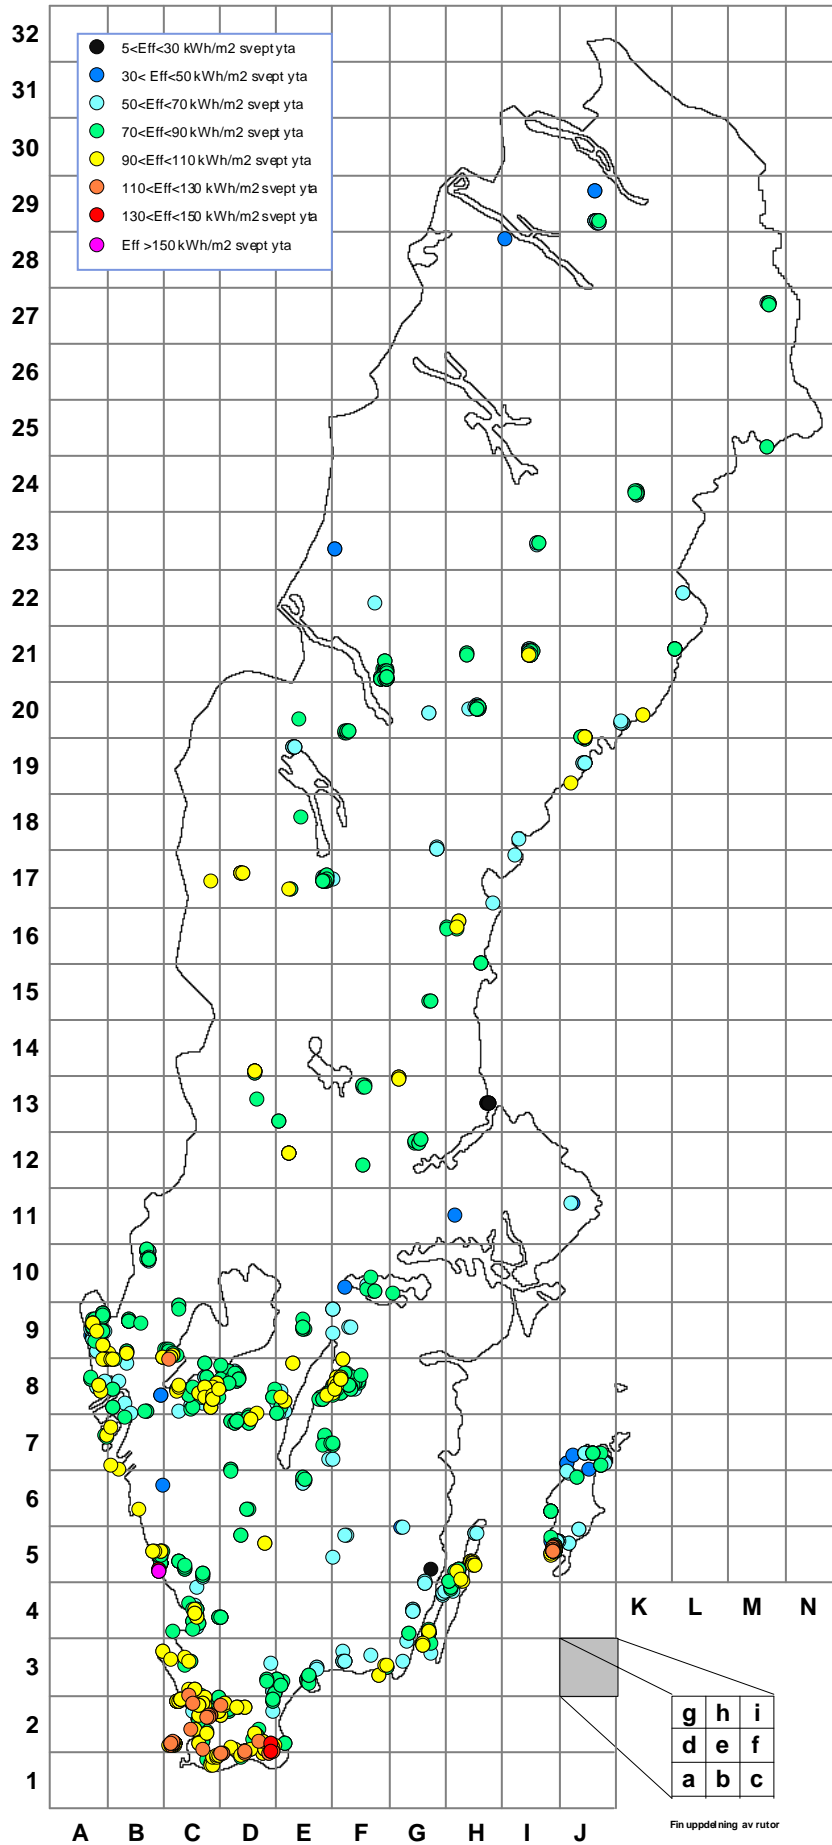 32
31
30
29
28
27
26
25
24
23
22
21
20
19
18
17
16
15
14
13
12
11
10
9
8
7
6
5
4
3
2
1
5<Eff<30 kWh/m2 svept yta
30< Eff<50 kWh/m2 svept yta
50<Eff<70 kWh/m2 svept yta
70<Eff<90 kWh/m2 svept yta
90<Eff<110 kWh/m2 svept yta
110<Eff<130 kWh/m2 svept yta
130<Eff<150 kWh/m2 svept yta
Eff >150 kWh/m2 svept yta
K L M N
g h i
d e f
a b c
Fin uppdelning av rutor
A B C D E F G H I J